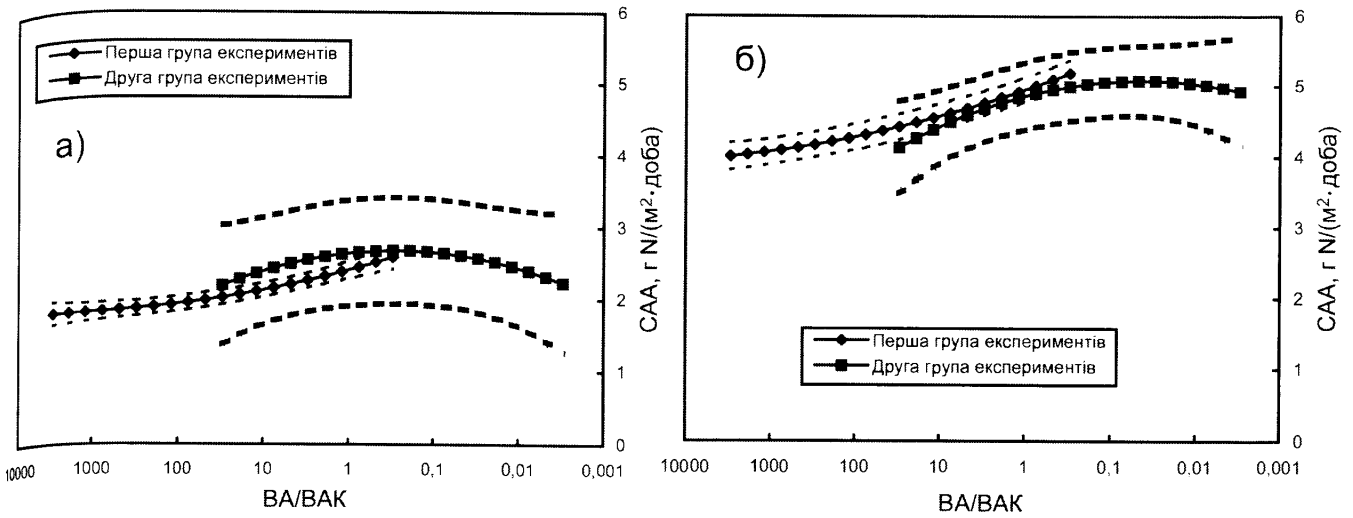 Перша група експериментів
Друга група експериментів
а)
6
5
4
3
2
1
0
САА, г N/(м²·доба)
10000 1000 100 10 1 0,1 0,01 0,001
ВА/ВАК
б)
Перша група експериментів
Друга група експериментів
6
5
4
3
2
1
0
САА, г N/(м²·доба)
10000 1000 100 10 1 0,1 0.01 0.001
ВА/ВАК